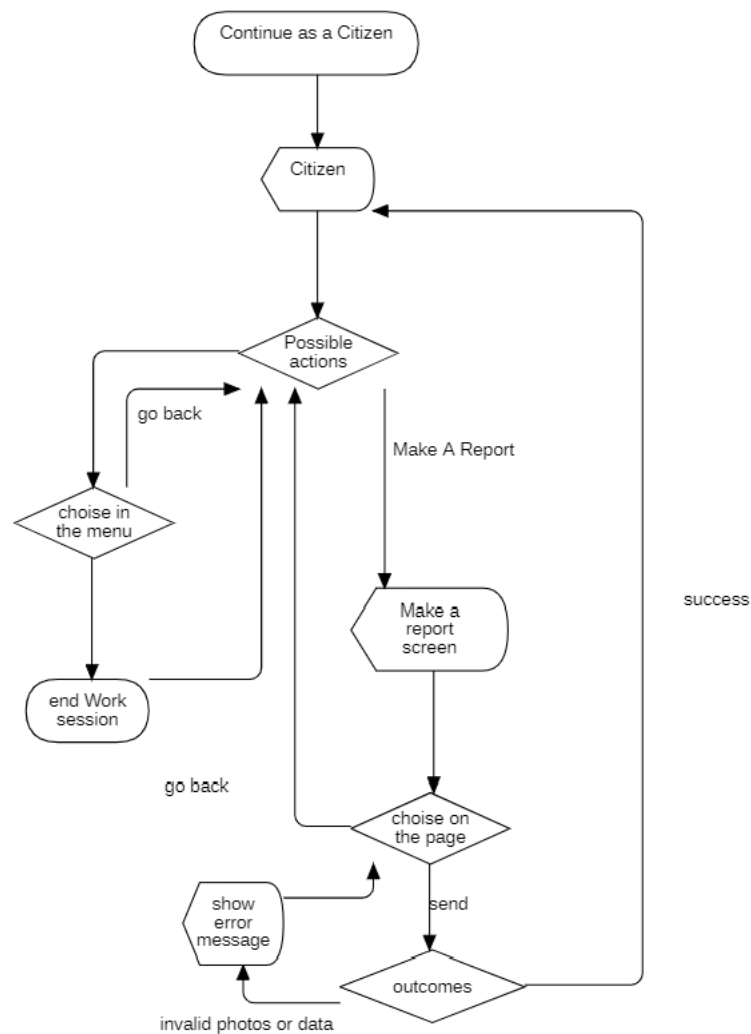 Continue as a Citizen
Citizen
Possible
actions
go back
Make A Report
choise in
the menu
success
Make a
report
screen
end Work
session
go back
choise on
the page
show
error
message
send
outcomes
invalid photos or data